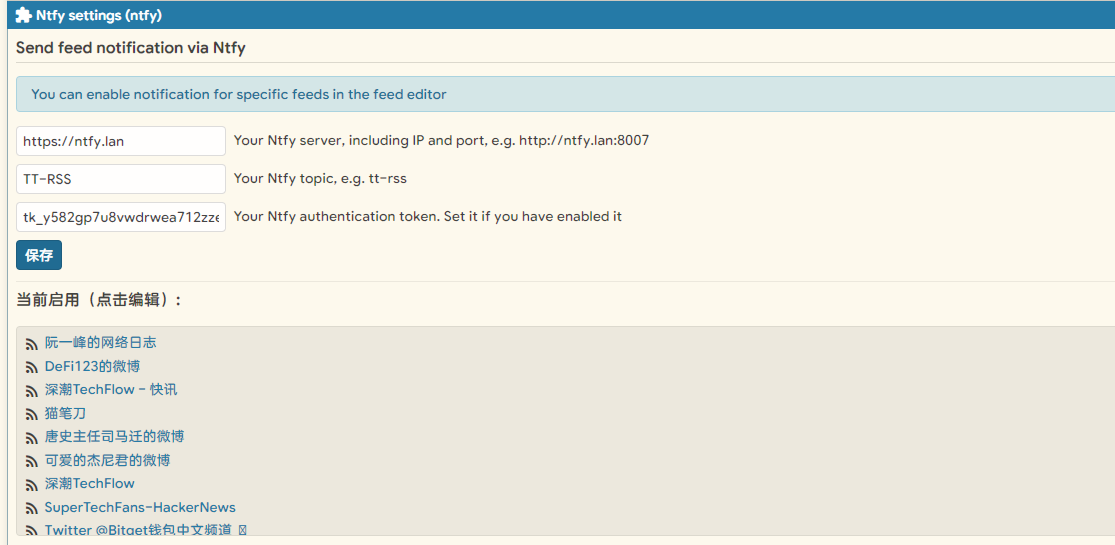 Ntfy settings (ntfy)
Send feed notification via Ntfy
You can enable notification for specific feeds in the feed editor
https://ntfy.lan Your Ntfy server, including IP and port, e.g. http://ntfy.lan:8007
TT-RSS Your Ntfy topic, e.g. tt-rss
tk_y582gp7u8vwdrwea712zze Your Ntfy authentication token. Set it if you have enabled it
保存
当前启用（点击编辑）:
阮一峰的网络日志
DeFi123的微博
深潮TechFlow - 快讯
猫笔刀
唐史主任司马迁的微博
可爱的杰尼君的微博
深潮TechFlow
SuperTechFans-HackerNews
Twitter @Bitget钱包中文频道